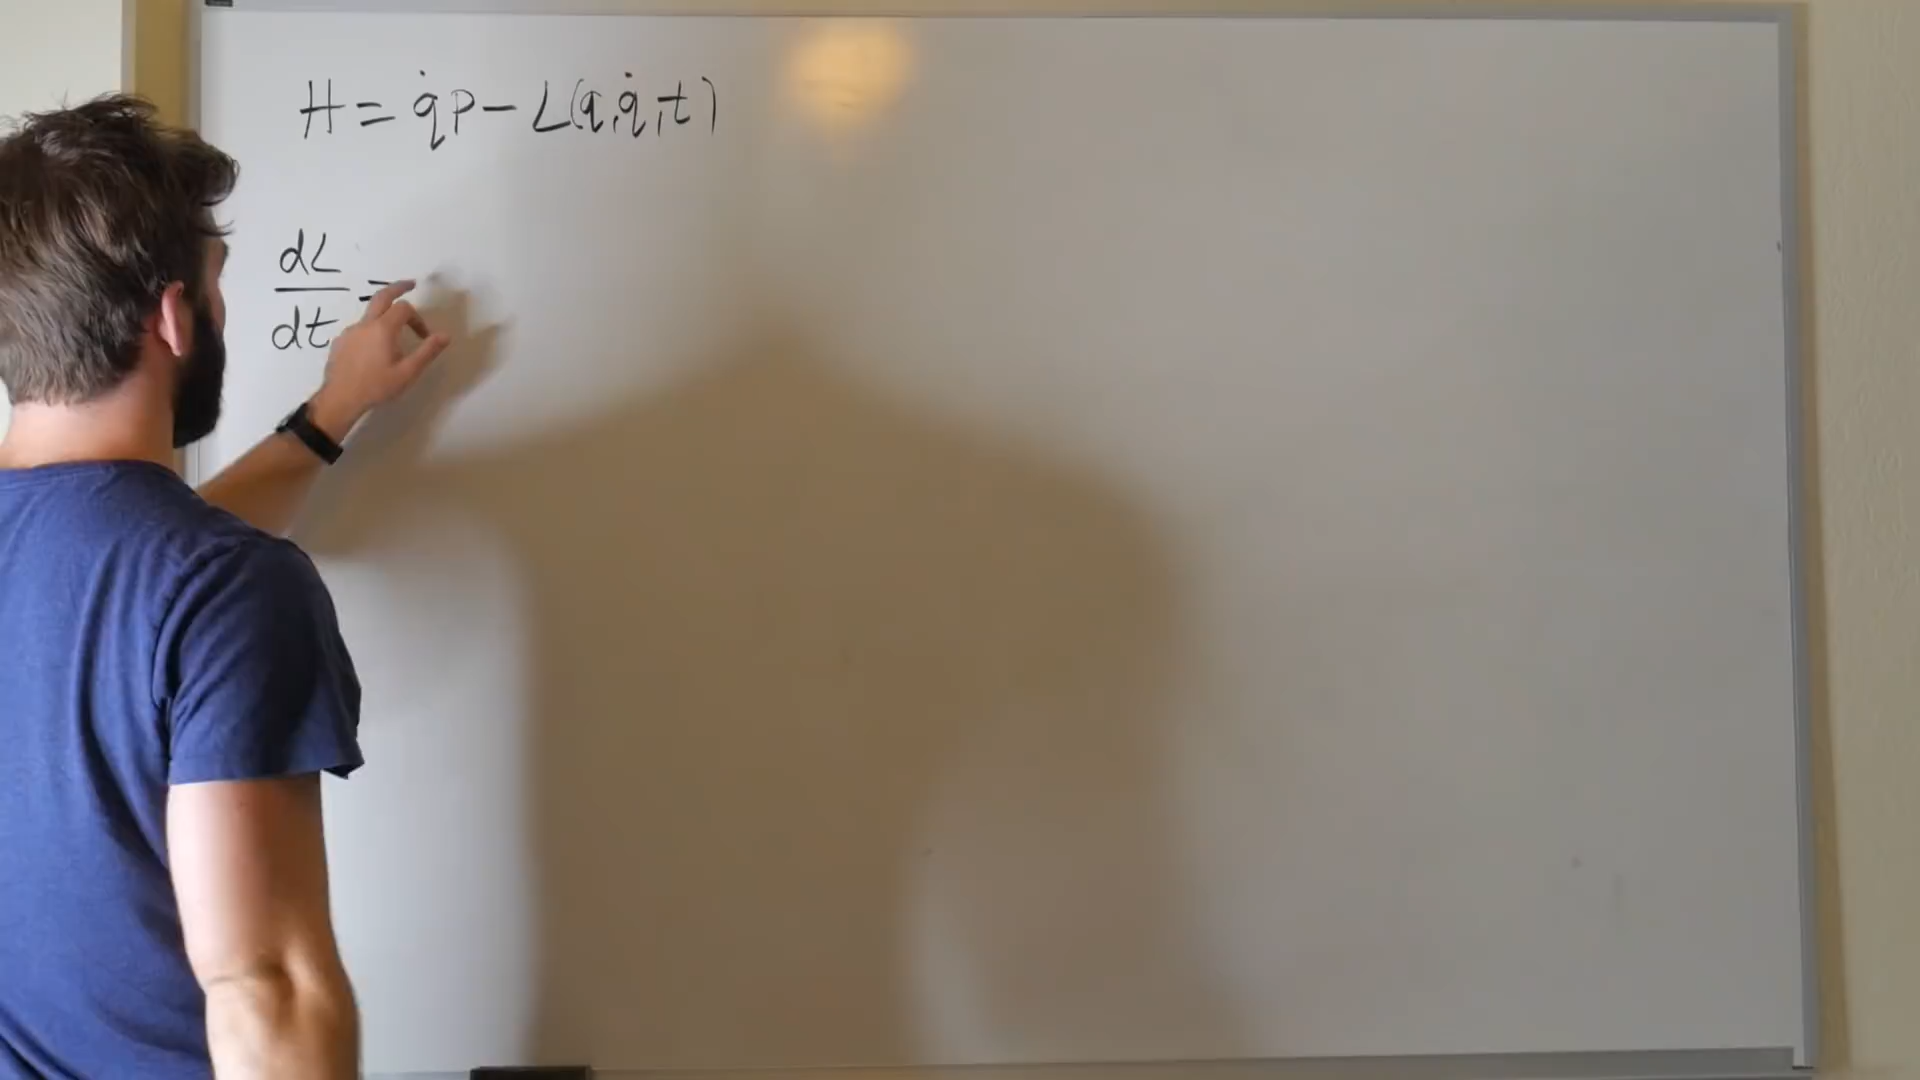 H = q̇p − L(q,q̇,t)
dL
dt =